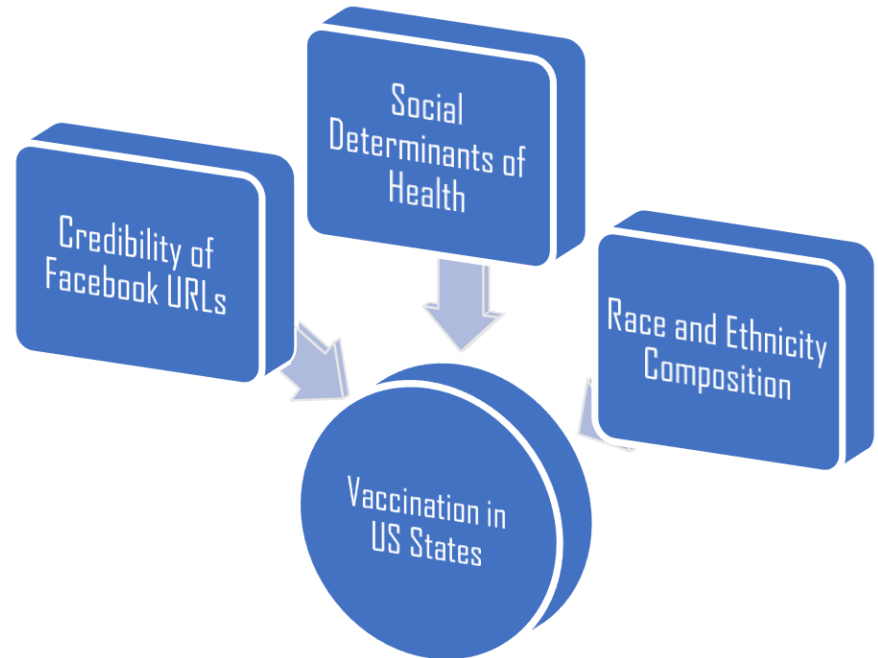 Social
Determinants of
Health
Credibility of
Facebook URLs
Race and Ethnicity
Composition
Vaccination in
US States